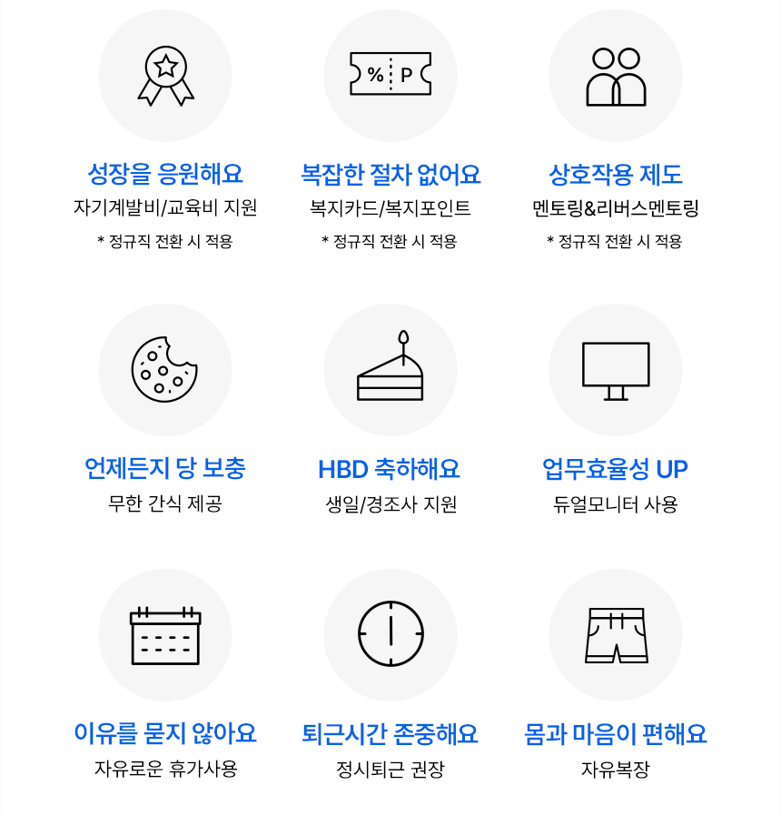 % P
성장을 응원해요
복잡한 절차 없어요
상호작용 제도
자기계발비/교육비 지원
복지카드/복지포인트
멘토링&리버스멘토링
* 정규직 전환 시 적용
* 정규직 전환 시 적용
* 정규직 전환 시 적용
언제든지 당 보충
HBD 축하해요
업무효율성 UP
무한 간식 제공
생일/경조사 지원
듀얼모니터 사용
이유를 묻지 않아요
퇴근시간 존중해요
몸과 마음이 편해요
자유로운 휴가사용
정시퇴근 권장
자유복장